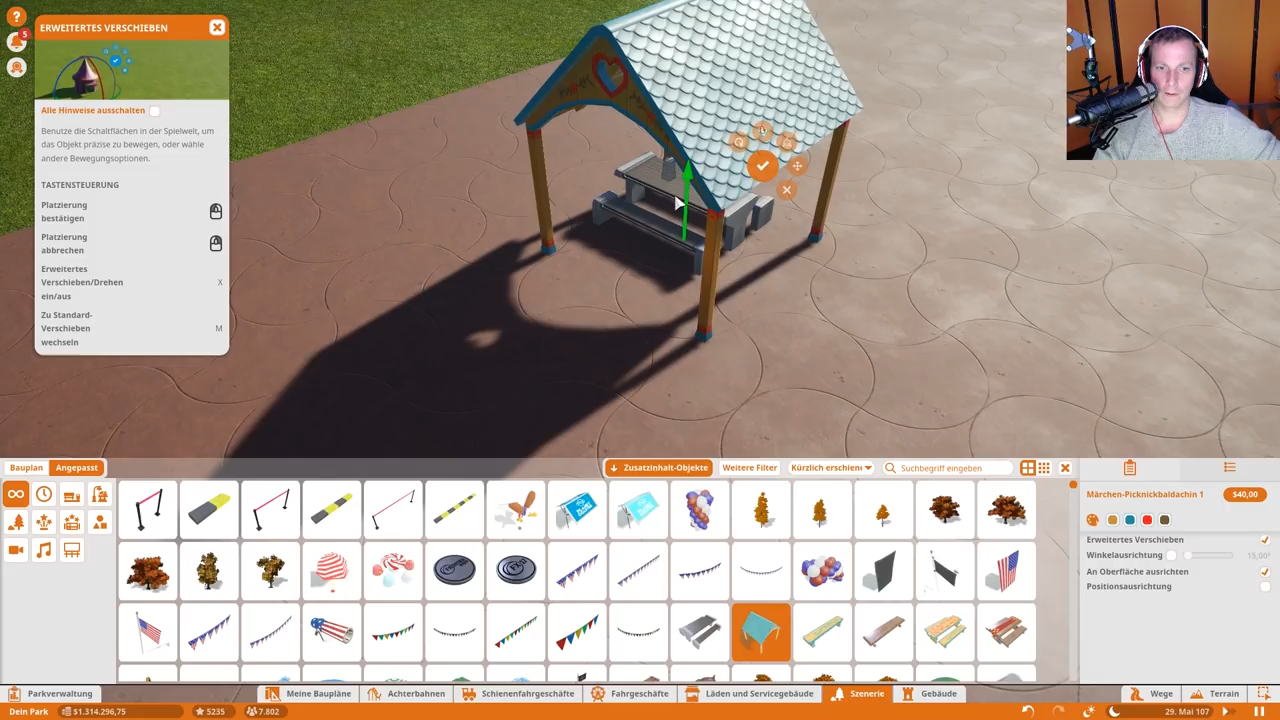 ERWEITERTES VERSCHIEBEN
5
Alle Hinweise ausschalten
Benutze die Schaltflächen in der Spielwelt, um
das Objekt präzise zu bewegen, oder wähle
andere Bewegungsoptionen.
TASTENSTEUERUNG
Platzierung
bestätigen
Platzierung
abbrechen
Erweitertes
Verschieben/Drehen
ein/aus
X
Zu Standard-
Verschieben
wechseln
M
Bauplan
Angepasst
Zusatzinhalt-Objekte
Weitere Filter
Kürzlich erschien
Suchbegriff eingeben
Märchen-Picknickbaldachin 1
$40,00
Erweitertes Verschieben
Winkelausrichtung
15,00°
An Oberfläche ausrichten
Positionsausrichtung
Parkverwaltung
Meine Baupläne
Achterbahnen
Schienenfahrgeschäfte
Fahrgeschäfte
Läden und Servicegebäude
Szenerie
Gebäude
Wege
Terrain
Dein Park
$1.314.296,75
5235
7.802
29. Mai 107